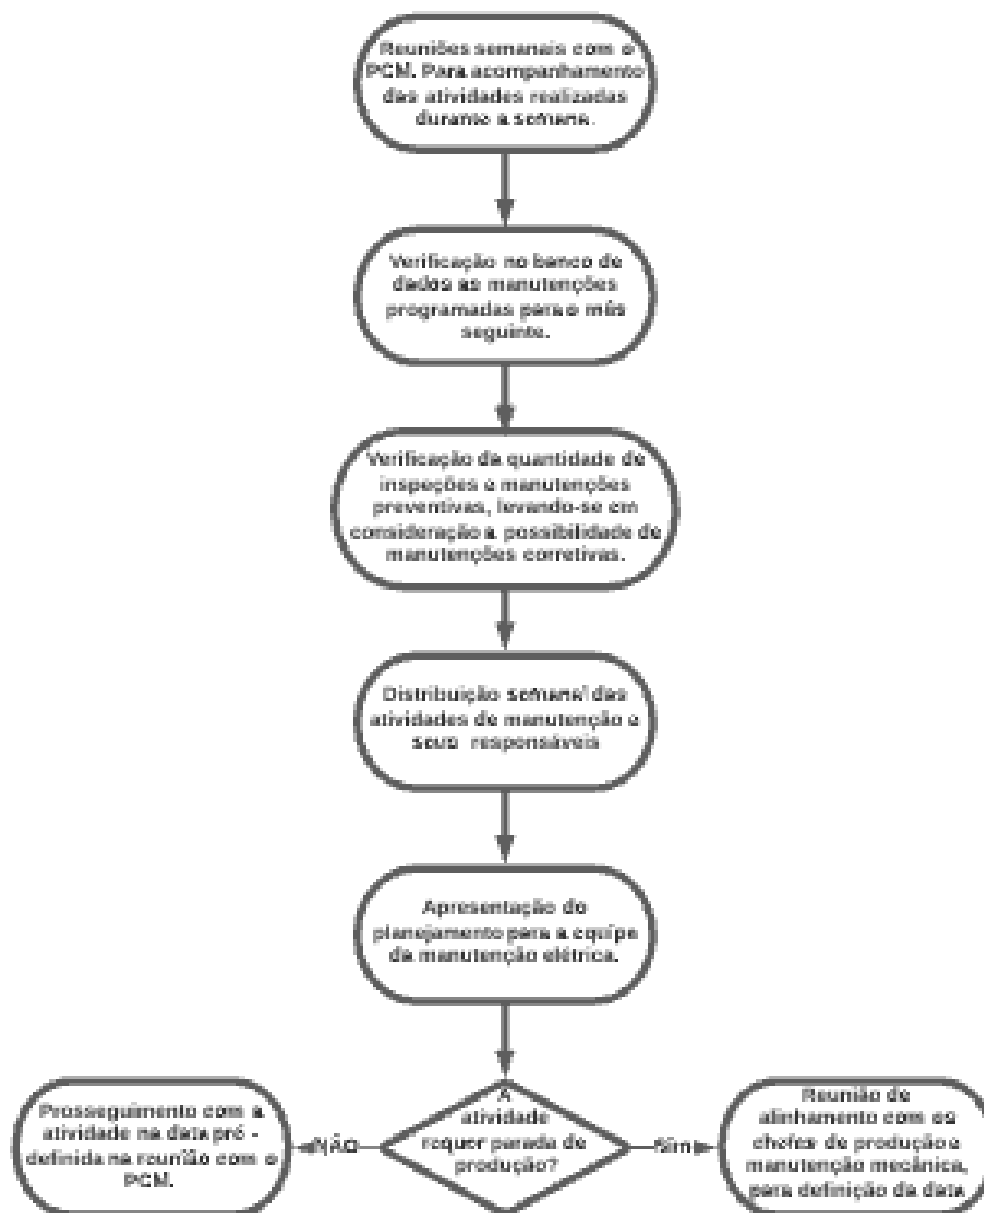 Reuniões semanais com o
PCM. Para acompanhamento
das atividades realizadas
durante a semana.
Verificação no banco de
dados as manutenções
programadas para o mês
seguinte.
Verificação da quantidade de
inspeções e manutenções
preventivas, levando-se em
consideração a possibilidade de
manutenções corretivas.
Distribuição semanal das
atividades de manutenção e
seus responsáveis
Apresentação do
planejamento para a equipe
da manutenção elétrica.
A
atividade
requer parada de
produção?
NÃO
Sim
Prosseguimento com a
atividade na data pré -
definida na reunião com o
PCM.
Reunião de
alinhamento com os
chefes de produção e
manutenção mecânica,
para definição da data